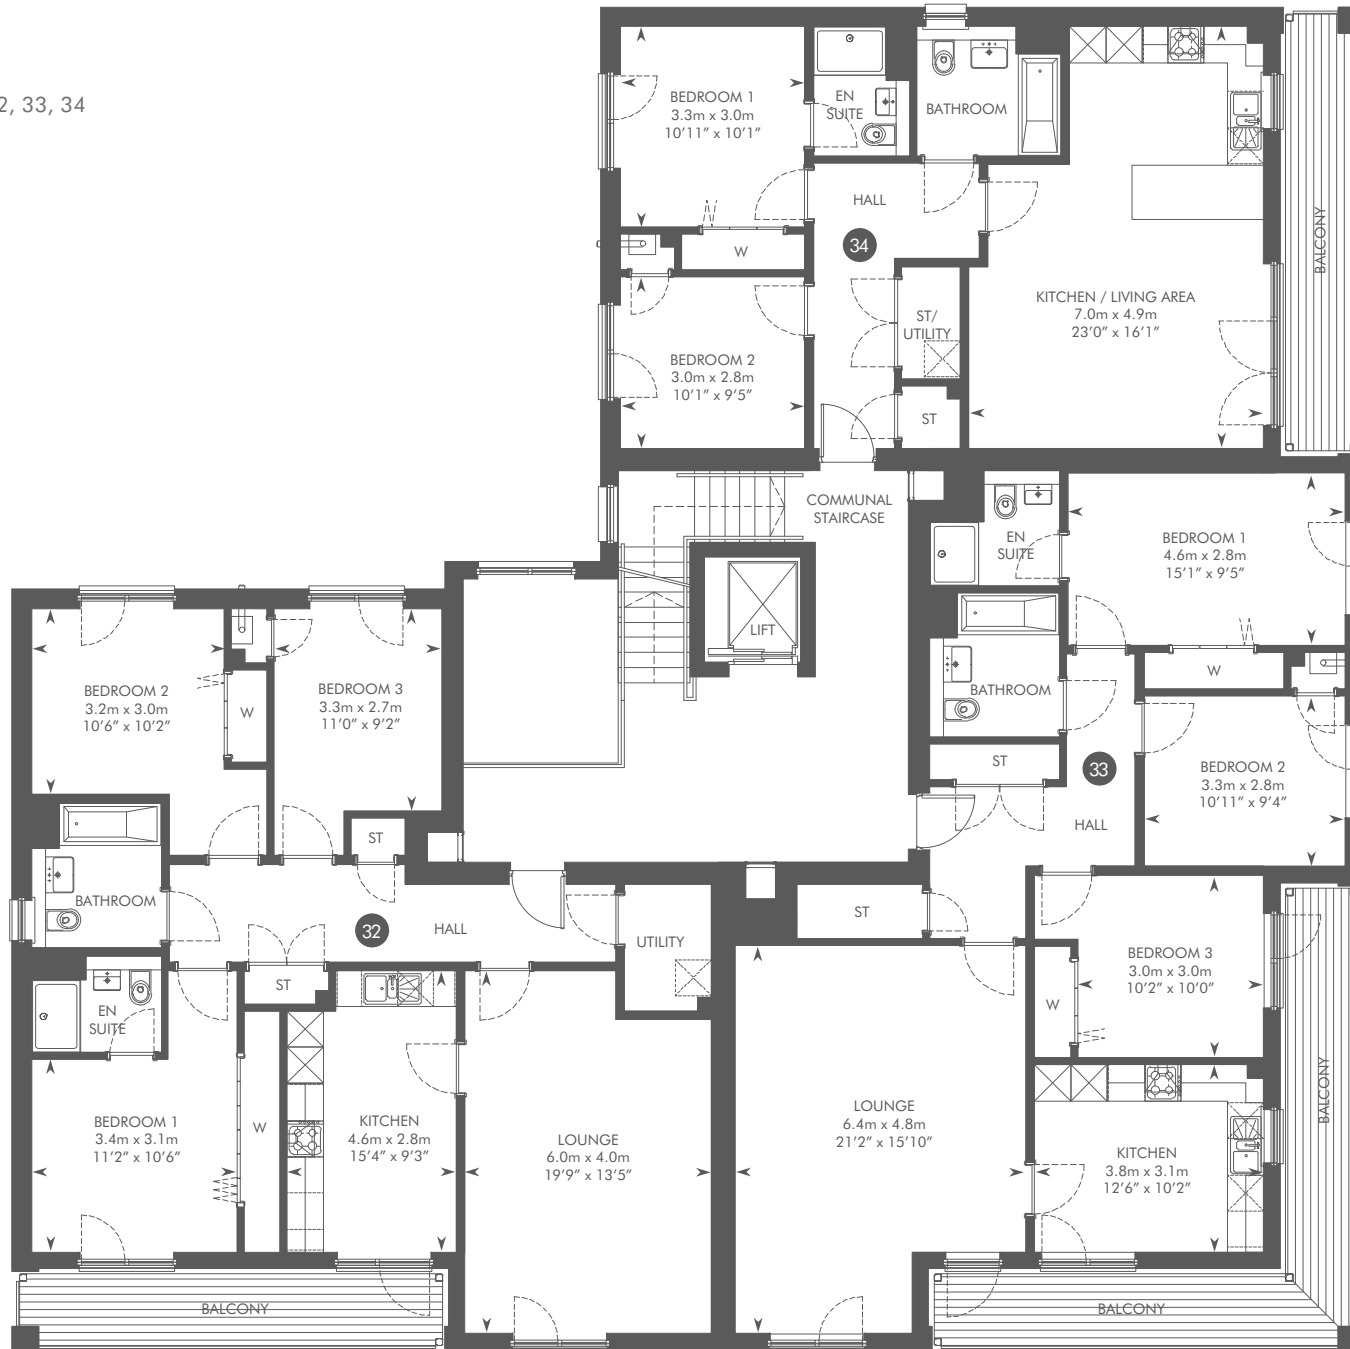 2, 33, 34
BEDROOM 1
3.3m x 3.0m
10'11" x 10'1"
EN
SUITE
BATHROOM
HALL
34
W
BEDROOM 2
3.0m x 2.8m
10'1" x 9'5"
ST/
UTILITY
ST
KITCHEN / LIVING AREA
7.0m x 4.9m
23'0" x 16'1"
BALCONY
COMMUNAL
STAIRCASE
LIFT
EN
SUITE
BEDROOM 1
4.6m x 2.8m
15'1" x 9'5"
BATHROOM
W
ST
33
HALL
BEDROOM 2
3.3m x 2.8m
10'11" x 9'4"
ST
BEDROOM 3
3.0m x 3.0m
10'2" x 10'0"
W
LOUNGE
6.4m x 4.8m
21'2" x 15'10"
KITCHEN
3.8m x 3.1m
12'6" x 10'2"
BALCONY
BALCONY
BEDROOM 2
3.2m x 3.0m
10'6" x 10'2"
W
BEDROOM 3
3.3m x 2.7m
11'0" x 9'2"
ST
BATHROOM
32
HALL
UTILITY
ST
EN
SUITE
BEDROOM 1
3.4m x 3.1m
11'2" x 10'6"
W
KITCHEN
4.6m x 2.8m
15'4" x 9'3"
LOUNGE
6.0m x 4.0m
19'9" x 13'5"
BALCONY